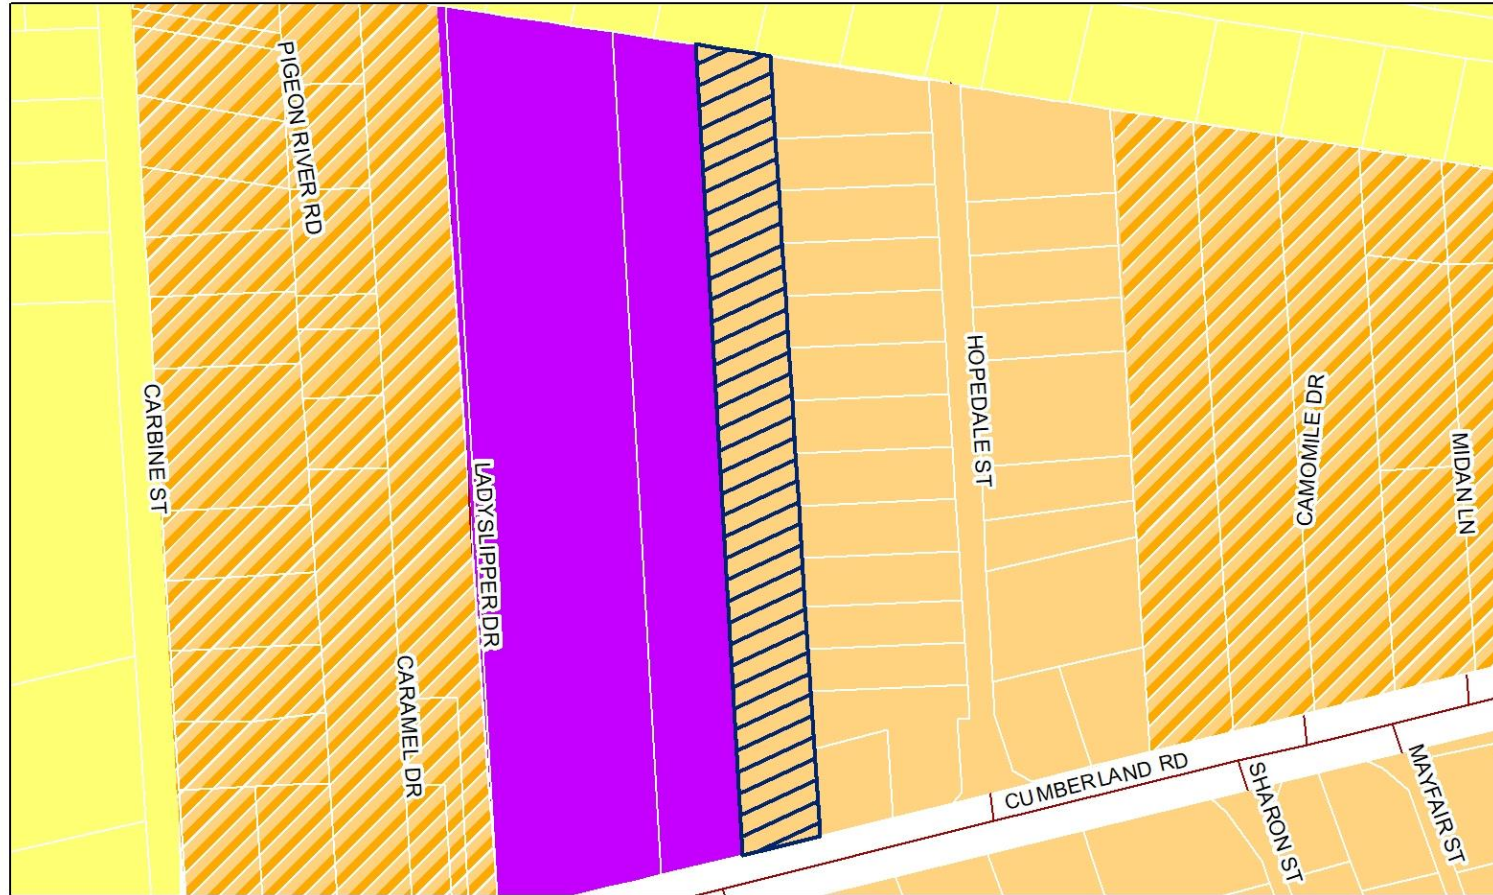 PIGEON RIVER RD
CARBINE ST
LADYSLIPPER DR
CARAMEL DR
HOPEDALE ST
CAMOMILE DR
MIDAN LN
CUMBERLAND RD
SHARON ST
MAYFAIR ST